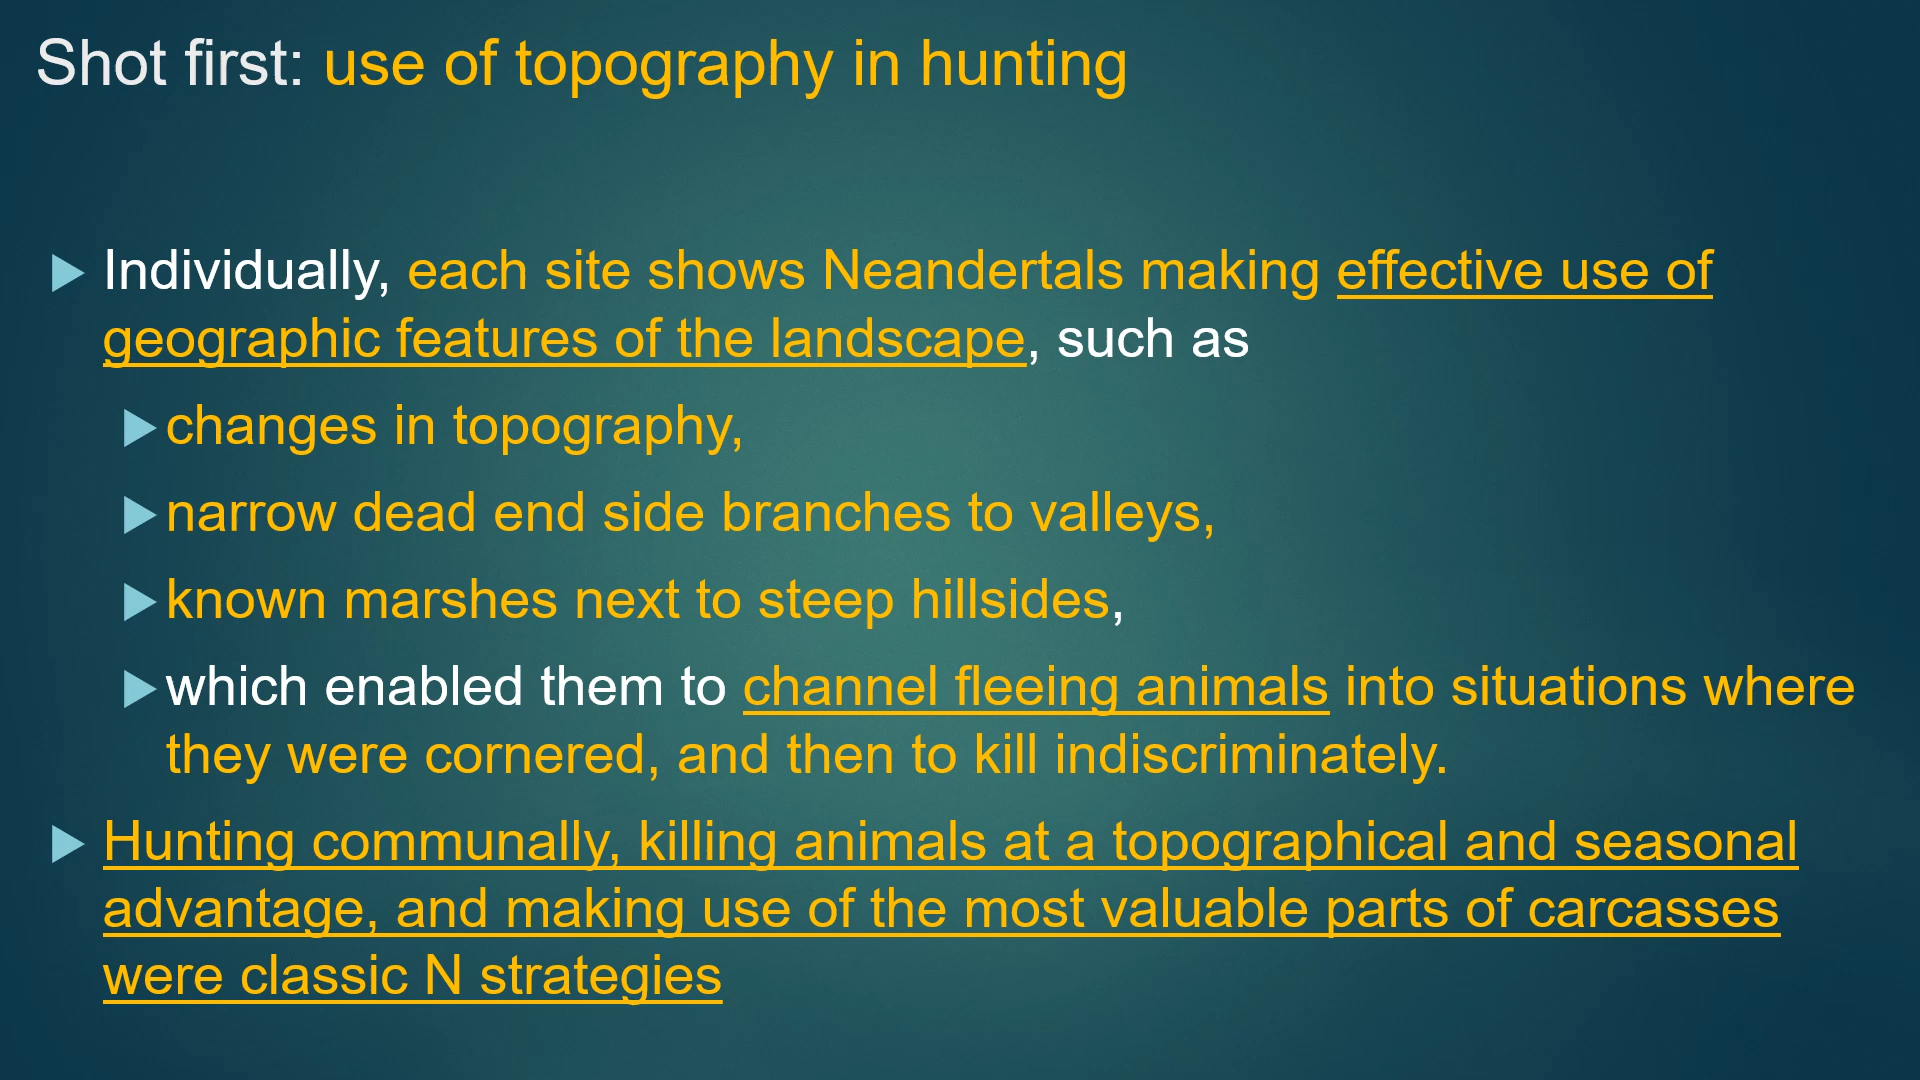 Shot first: use of topography in hunting
Individually, each site shows Neandertals making effective use of
geographic features of the landscape, such as
changes in topography,
narrow dead end side branches to valleys,
known marshes next to steep hillsides,
which enabled them to channel fleeing animals into situations where
they were cornered, and then to kill indiscriminately.
Hunting communally, killing animals at a topographical and seasonal
advantage, and making use of the most valuable parts of carcasses
were classic N strategies